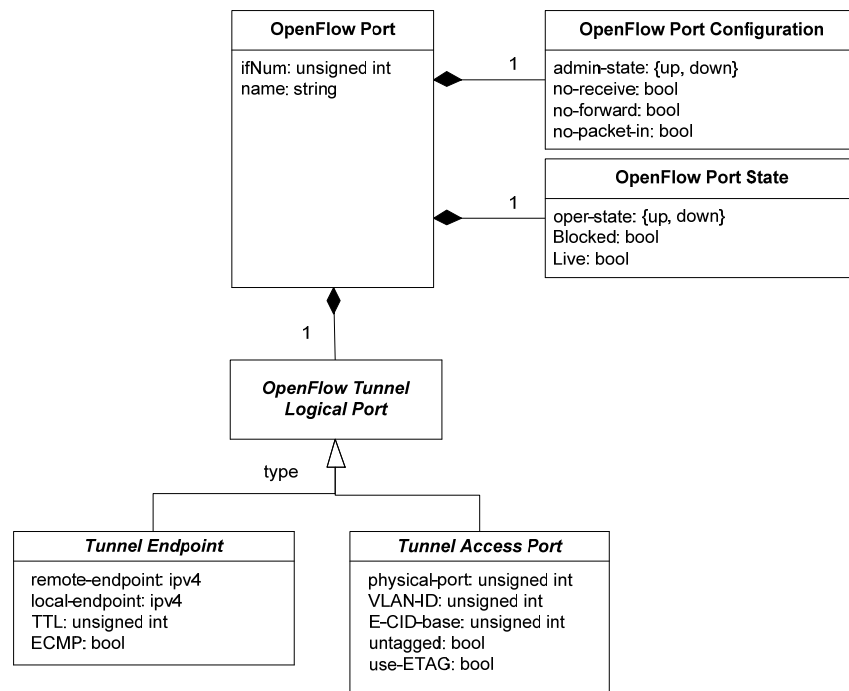 OpenFlow Port
ifNum: unsigned int
name: string
1
OpenFlow Port Configuration
admin-state: {up, down}
no-receive: bool
no-forward: bool
no-packet-in: bool
1
OpenFlow Port State
oper-state: {up, down}
Blocked: bool
Live: bool
1
OpenFlow Tunnel
Logical Port
type
Tunnel Endpoint
remote-endpoint: ipv4
local-endpoint: ipv4
TTL: unsigned int
ECMP: bool
Tunnel Access Port
physical-port: unsigned int
VLAN-ID: unsigned int
E-CID-base: unsigned int
untagged: bool
use-ETAG: bool